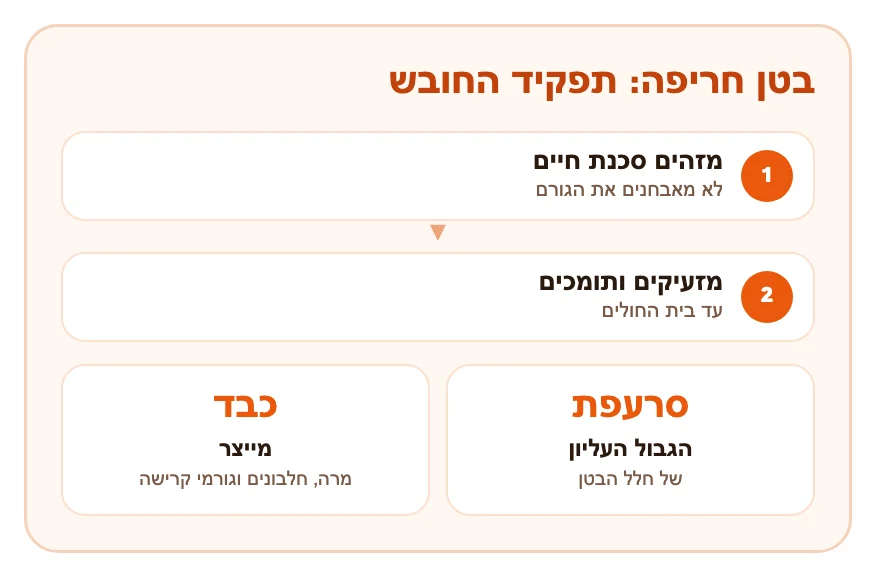 בטן חריפה: תפקיד החובש
1
מזהים סכנת חיים
לא מאבחנים את הגורם
▼
2
מזעיקים ותומכים
עד בית החולים
סרעפת
הגבול העליון
של חלל הבטן
כבד
מייצר
מרה, חלבונים וגורמי קרישה